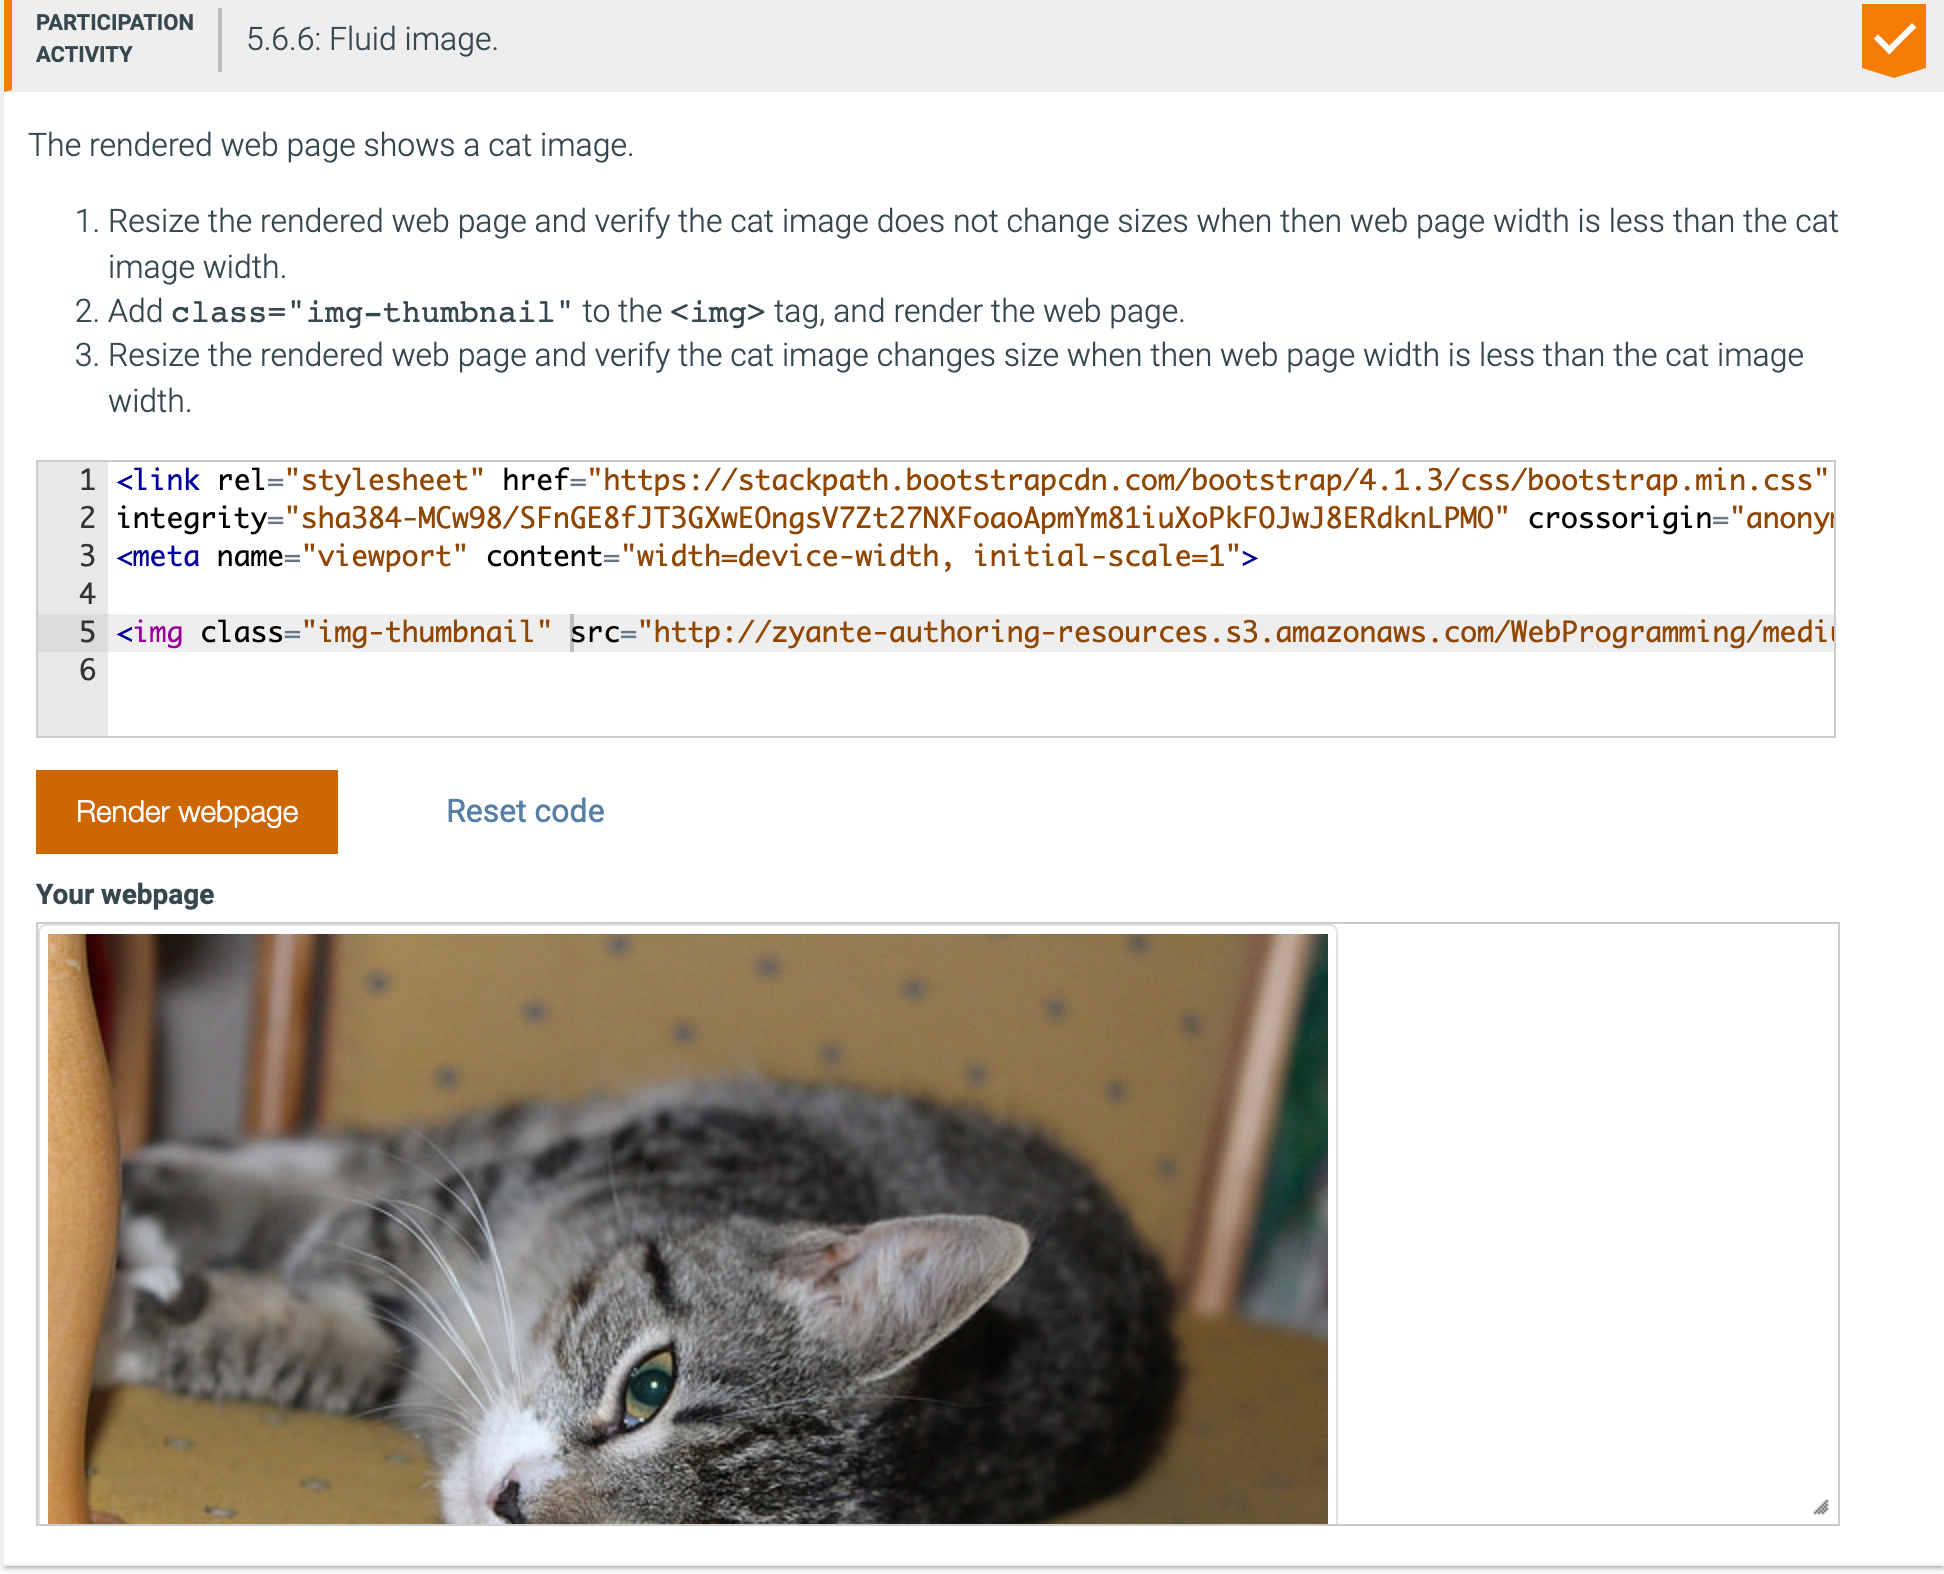 PARTICIPATION
ACTIVITY
5.6.6: Fluid image.
The rendered web page shows a cat image.
1. Resize the rendered web page and verify the cat image does not change sizes when then web page width is less than the cat
image width.
2. Add class="img-thumbnail" to the <img> tag, and render the web page.
3. Resize the rendered web page and verify the cat image changes size when then web page width is less than the cat image
width.
1 <link rel="stylesheet" href="https://stackpath.bootstrapcdn.com/bootstrap/4.1.3/css/bootstrap.min.css"
2 integrity="sha384-MCw98/SFnGE8fJT3GXwEOngsV7Zt27NXFoaoApmYm81iuXoPkFOJwJ8ERdknLPMO" crossorigin="anony
3 <meta name="viewport" content="width=device-width, initial-scale=1">
4
5 <img class="img-thumbnail" src="http://zyante-authoring-resources.s3.amazonaws.com/WebProgramming/medi
6
Render webpage
Reset code
Your webpage